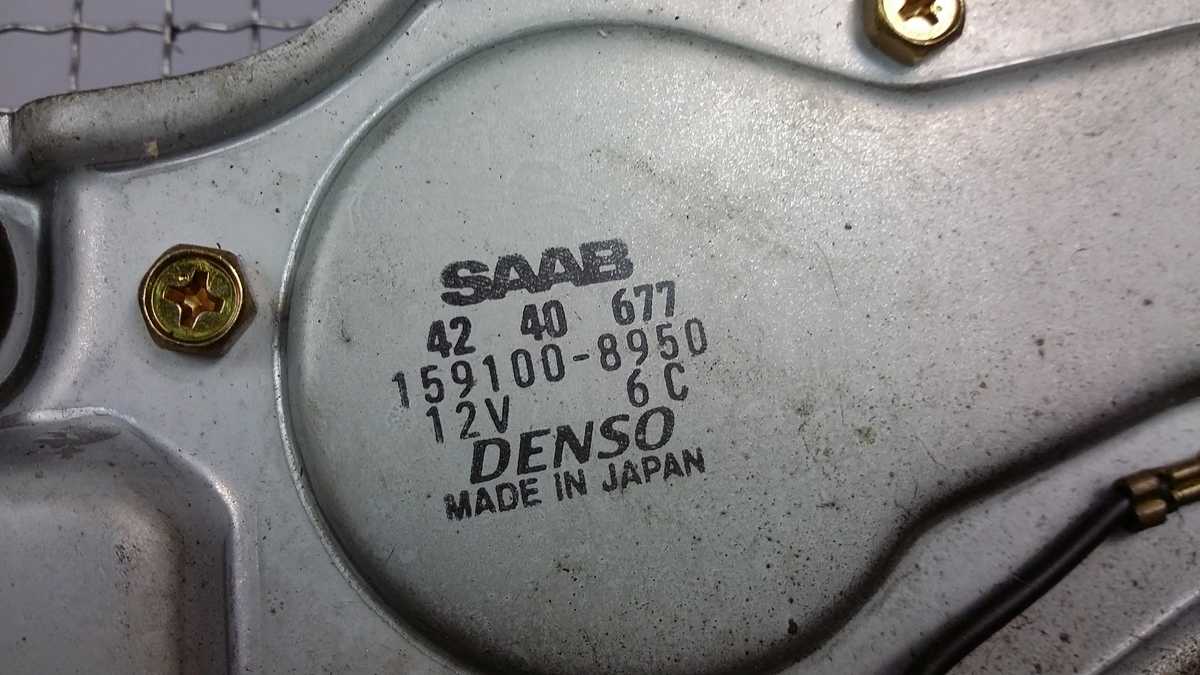 SAAB
42 40 677
159100-8950
12V 6C
DENSO
MADE IN JAPAN